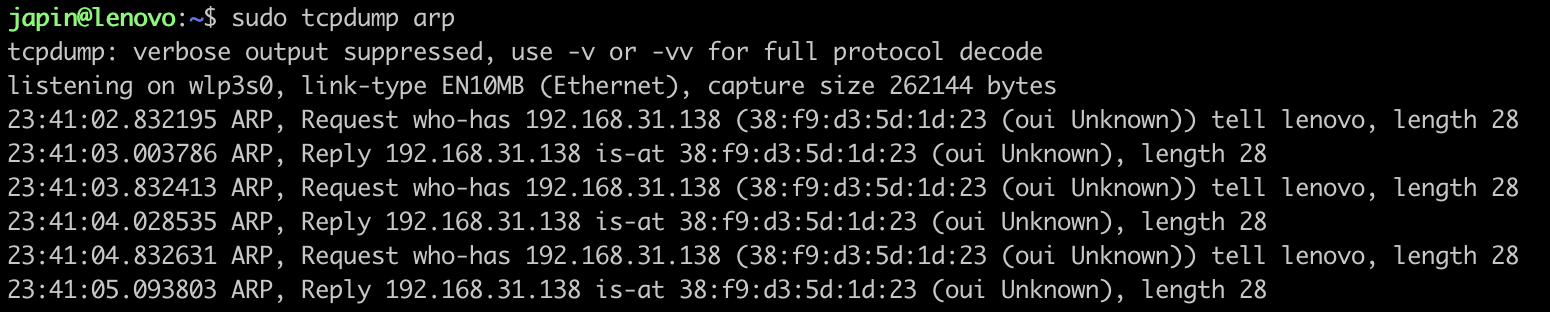 japin@lenovo:~$ sudo tcpdump arp
tcpdump: verbose output suppressed, use -v or -vv for full protocol decode
listening on wlp3s0, link-type EN10MB (Ethernet), capture size 262144 bytes
23:41:02.832195 ARP, Request who-has 192.168.31.138 (38:f9:d3:5d:1d:23 (oui Unknown)) tell lenovo, length 28
23:41:03.003786 ARP, Reply 192.168.31.138 is-at 38:f9:d3:5d:1d:23 (oui Unknown), length 28
23:41:03.832413 ARP, Request who-has 192.168.31.138 (38:f9:d3:5d:1d:23 (oui Unknown)) tell lenovo, length 28
23:41:04.028535 ARP, Reply 192.168.31.138 is-at 38:f9:d3:5d:1d:23 (oui Unknown), length 28
23:41:04.832631 ARP, Request who-has 192.168.31.138 (38:f9:d3:5d:1d:23 (oui Unknown)) tell lenovo, length 28
23:41:05.093803 ARP, Reply 192.168.31.138 is-at 38:f9:d3:5d:1d:23 (oui Unknown), length 28